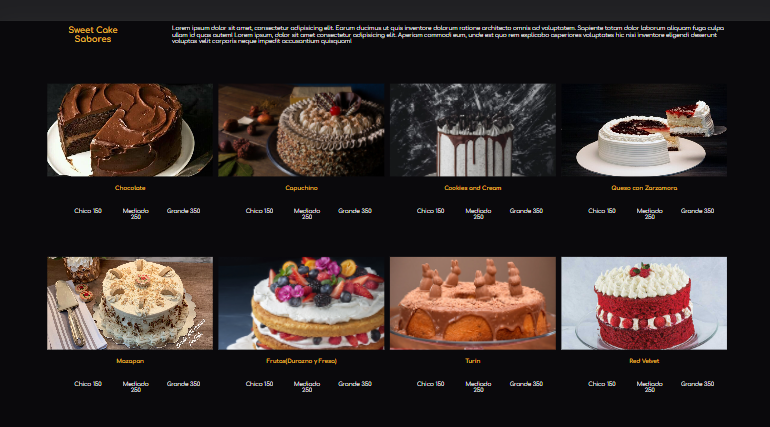 Sweet Cake
Sabores
Lorem ipsum dolor sit amet, consectetur adipisicing elit. Earum ducimus ut quis inventore dolorum ratione architecto omnis ad voluptatem. Sapiente totam dolor laborum aliquam fuga culpa
ullam id quas autem! Lorem ipsum, dolor sit amet consectetur adipisicing elit. Aperiam commodi eum, unde est quo rem explicabo asperiores voluptates hic nisi inventore eligendi deserunt
voluptas velit corporis neque impedit accusantium quisquam!
Chocolate
Capuchino
Cookies and Cream
Queso con Zarzamora
Chico 150 Mediado Grande 350
250
Chico 150 Mediado Grande 350
250
Chico 150 Mediado Grande 350
250
Chico 150 Mediado Grande 350
250
Mazapan
Frutas(Durazno y Fresa)
Turin
Red Velvet
Chico 150 Mediado Grande 350
250
Chico 150 Mediado Grande 350
250
Chico 150 Mediado Grande 350
250
Chico 150 Mediado Grande 350
250